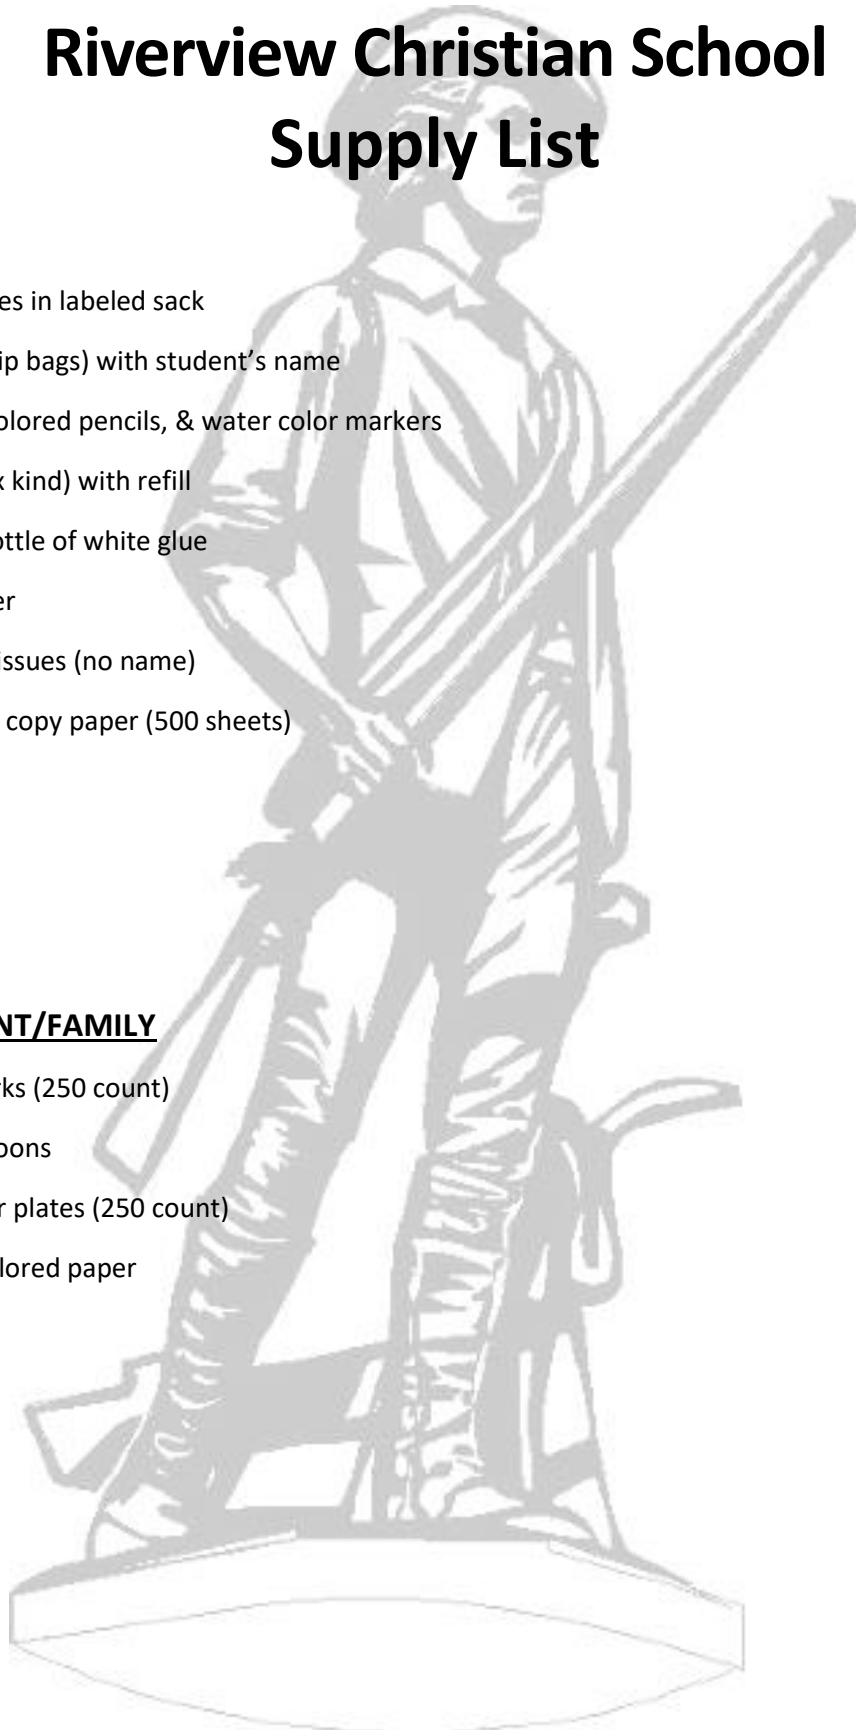 Riverview Christian School
Supply List
es in labeled sack
ip bags) with student’s name
olored pencils, & water color markers
x kind) with refill
ottle of white glue
er
issues (no name)
copy paper (500 sheets)
NT/FAMILY
rks (250 count)
oons
r plates (250 count)
lored paper